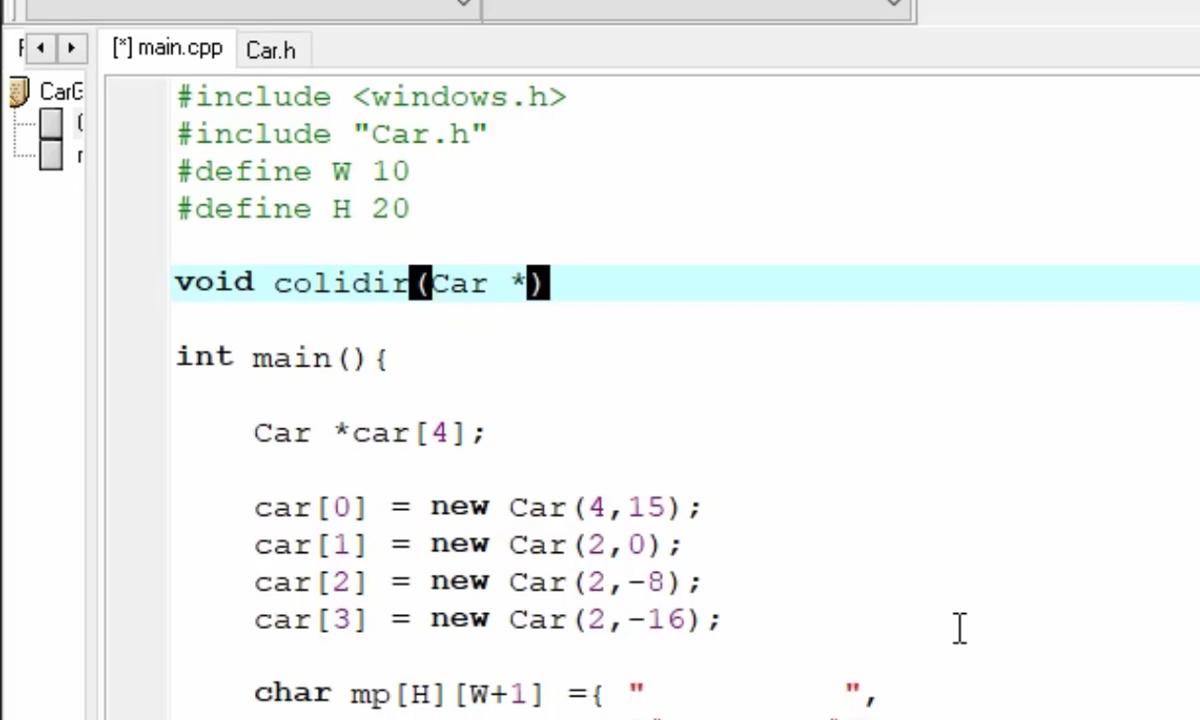 [*] main.cpp Car.h
#include <windows.h>
#include "Car.h"
#define W 10
#define H 20
void colidir(Car *)
int main(){
Car *car[4];
car[0] = new Car(4,15);
car[1] = new Car(2,0);
car[2] = new Car(2,-8);
car[3] = new Car(2,-16);
char mp[H][W+1] ={ "          ",